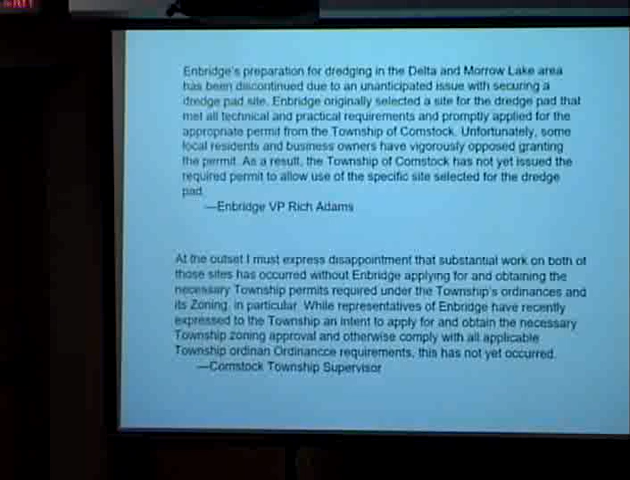 Enbridge's preparation for dredging in the Delta and Morrow Lake area
has been discontinued due to an unanticipated issue with securing a
dredge pad site. Enbridge originally selected a site for the dredge pad that
met all technical and practical requirements and promptly applied for the
appropriate permit from the Township of Comstock. Unfortunately, some
local residents and business owners have vigorously opposed granting
the permit. As a result, the Township of Comstock has not yet issued the
required permit to allow use of the specific site selected for the dredge
pad.
—Enbridge VP Rich Adams
At the outset I must express disappointment that substantial work on both of
those sites has occurred without Enbridge applying for and obtaining the
necessary Township permits required under the Township's ordinances and
its Zoning, in particular. While representatives of Enbridge have recently
expressed to the Township an intent to apply for and obtain the necessary
Township zoning approval and otherwise comply with all applicable
Township ordinan Ordinancce requirements, this has not yet occurred.
—Comstock Township Supervisor